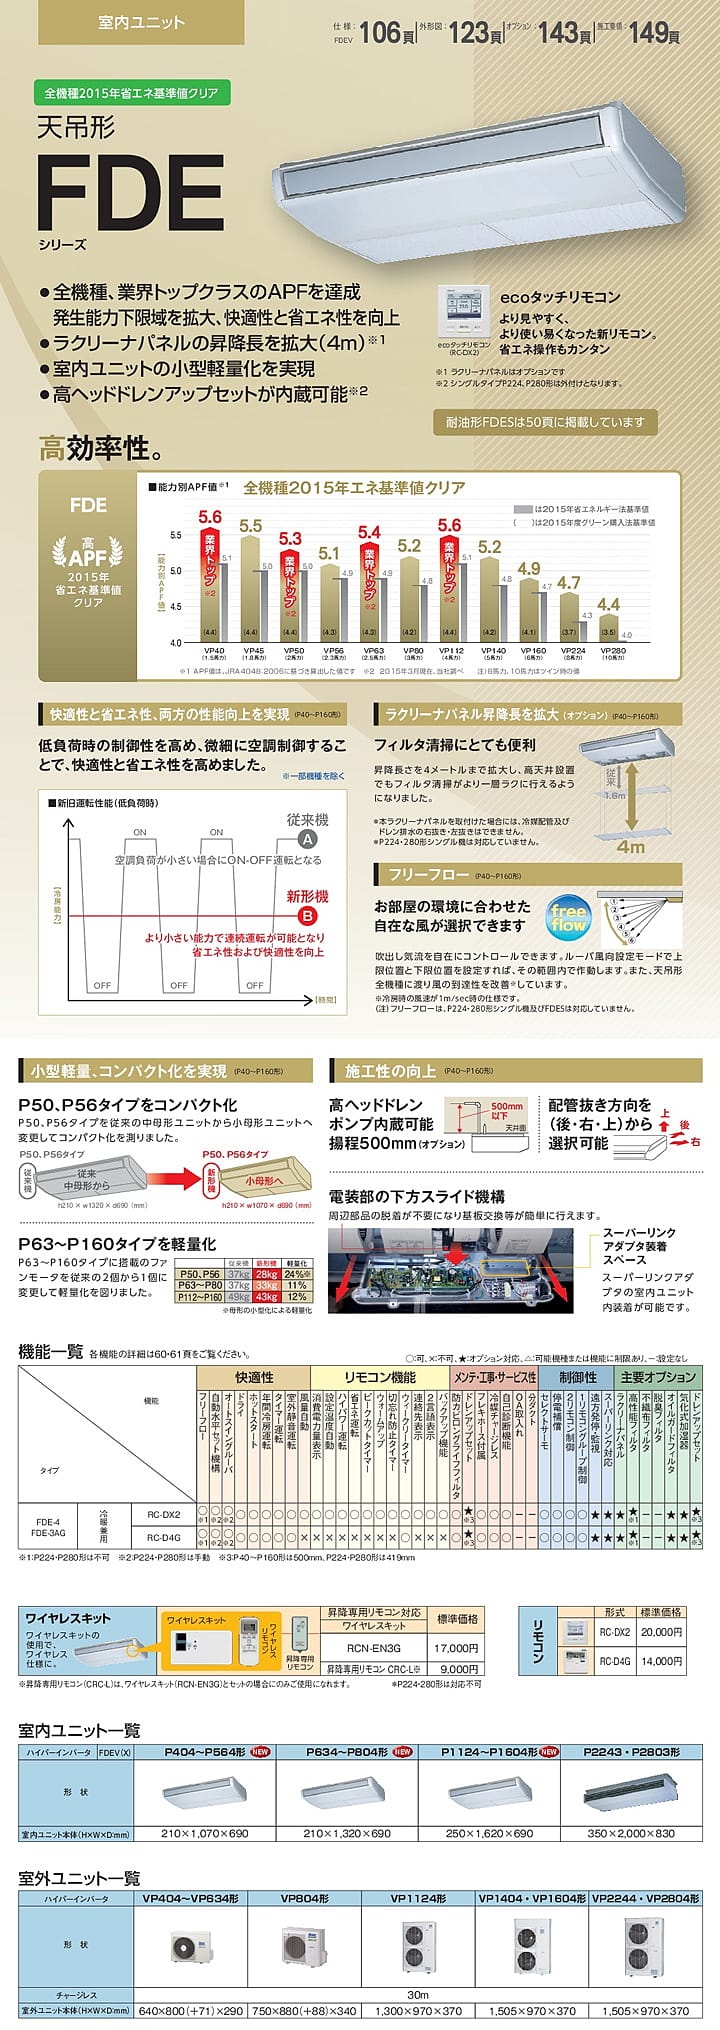 室内ユニット
仕様: FDEV 106頁 外形図: 123頁 オプション: 143頁 施工要領: 149頁
全機種2015年省エネ基準値クリア
天吊形
FDE
シリーズ
●全機種、業界トップクラスのAPFを達成
発生能力下限域を拡大、快適性と省エネ性を向上
●ラクリーナパネルの昇降長を拡大(4m)※1
●室内ユニットの小型軽量化を実現
●高ヘッドドレンアップセットが内蔵可能※2
ecoタッチリモコン
(RC-DX2)
ecoタッチリモコン
より見やすく、
より使い易くなった新リモコン。
省エネ操作もカンタン
※1 ラクリーナパネルはオプションです
※2 シングルタイプP224、P280形は外付けとなります。
耐油形FDESは50頁に掲載しています
高効率性。
FDE
高
APF
2015年
省エネ基準値
クリア
■能力別APF値※1 全機種2015年エネ基準値クリア
は2015年省エネルギー法基準値
( )は2015年度グリーン購入法基準値
【能力別APF値】
5.5
5.0
4.5
4.0
5.6 5.5 5.3 5.1 5.4 5.2 5.6 5.2 4.9 4.7 4.4
業界トップ※2 業界トップ※2 業界トップ※2 業界トップ※2
5.1 5.0 5.0 4.9 4.9 4.8 5.1 4.8 4.7 4.3 4.0
(4.4) (4.4) (4.4) (4.3) (4.3) (4.2) (4.4) (4.2) (4.1) (3.7) (3.5)
VP40 VP45 VP50 VP56 VP63 VP80 VP112 VP140 VP160 VP224 VP280
(1.5馬力) (1.8馬力) (2馬力) (2.3馬力) (2.5馬力) (3馬力) (4馬力) (5馬力) (6馬力) (8馬力) (10馬力)
※1 APF値は、JRA4048:2006に基づき算出した値です ※2 2015年3月現在、当社調べ 注)8馬力、10馬力はツイン時の値
快適性と省エネ性、両方の性能向上を実現 (P40〜P160形)
低負荷時の制御性を高め、微細に空調制御するこ
とで、快適性と省エネ性を高めました。
※一部機種を除く
■新旧運転性能(低負荷時)
従来機
A
ON ON
空調負荷が小さい場合にON-OFF運転となる
【冷房能力】
新形機
B
より小さい能力で連続運転が可能となり
省エネ性および快適性を向上
OFF OFF OFF
【時間】
ラクリーナパネル昇降長を拡大(オプション) (P40〜P160形)
フィルタ清掃にとても便利
昇降長さを4メートルまで拡大し、高天井設置
でもフィルタ清掃がより一層ラクに行えるよう
になりました。
※本ラクリーナパネルを取付けた場合には、冷媒配管及び
ドレン排水の右抜き・左抜きはできません。
※P224・280形シングル機は対応していません。
従来
1.6m
4m
フリーフロー (P40〜P160形)
お部屋の環境に合わせた
自在な風が選択できます
free flow
① ② ③ ④ ⑤ ⑥
吹出し気流を自在にコントロールできます。ルーバ風向設定モードで上
限位置と下限位置を設定すれば、その範囲内で作動します。また、天吊形
全機種に渡り風の到達性を改善※しています。
※冷房時の風速が1m/sec時の仕様です。
(注)フリーフローは、P224・280形シングル機及びFDESは対応していません。
小型軽量、コンパクト化を実現 (P40〜P160形)
P50、P56タイプをコンパクト化
P50、P56タイプを従来の中母形ユニットから小母形ユニットへ
変更してコンパクト化を測りました。
P50、P56タイプ
従来機
従来
中母形から
h210 × w1320 × d690 (mm)
P50、P56タイプ
新形機
小母形へ
h210 × w1070 × d690 (mm)
P63〜P160タイプを軽量化
P63〜P160タイプに搭載のファ
ンモータを従来の2個から1個に
変更して軽量化を図りました。
従来機 新形機 軽量化
P50、P56 37kg 28kg 24%※
P63〜P80 37kg 33kg 11%
P112〜P160 49kg 43kg 12%
※母形の小型化による軽量化
施工性の向上 (P40〜P160形)
高ヘッドドレン
ポンプ内蔵可能
揚程500mm(オプション)
500mm
以下
天井面
配管抜き方向を
(後・右・上)から
選択可能
上 後 右
電装部の下方スライド機構
周辺部品の脱着が不要になり基板交換等が簡単に行えます。
スーパーリンク
アダプタ装着
スペース
スーパーリンクアダ
プタの室内ユニット
内装着が可能です。
機能一覧 各機能の詳細は60・61頁をご覧ください。
○:可、×:不可、★:オプション対応、△:可能機種または機能に制限あり、ー:設定なし
機能
タイプ
快適性 リモコン機能 メンテ・工事・サービス性 制御性 主要オプション
フリーフロー
自動水平セット機構
オートスイングルーバ
ドライ
ホットスタート
年間冷房運転
タイマー運転
室外静音運転
風量自動
消費電力量表示
設定温度自動
ハイパワー運転
省エネ運転
ピークカットタイマー
ウォームアップ
切忘れ防止タイマー
ウィークリータイマー
連絡先表示
2言語表示
バックアップ機能
防カビロングライフフィルタ
ドレンアップセット
フレキホース付属
冷媒チャージレス
自己診断機能
OA取入れ
分岐ダクト
セレクトサーモ
停電補償
2リモコン制御
1リモコングループ制御
遠方発停・監視
スーパーリンク対応
ラクリーナパネル
高性能フィルタ
不織布フィルタ
脱臭フィルタ
オイルガードフィルタ
気化式加湿器
ドレンアップセット
FDE-4
FDE-3AG
冷暖兼用
RC-DX2
RC-D4G
※1:P224・P280形は不可 ※2:P224・P280形は手動 ※3:P40〜P160形は500mm、P224・P280形は419mm
ワイヤレスキット
ワイヤレスキットの
使用で、
ワイヤレス
仕様に。
ワイヤレスキット
ワイヤレスリモコン
昇降専用
リモコン
昇降専用リモコン対応
ワイヤレスキット 標準価格
RCN-EN3G 17,000円
昇降専用リモコン CRC-L※ 9,000円
※昇降専用リモコン(CRC-L)は、ワイヤレスキット(RCN-EN3G)とセットの場合にのみご使用になれます。 ※P224・280形は対応不可
リモコン
形式 標準価格
RC-DX2 20,000円
RC-D4G 14,000円
室内ユニット一覧
ハイパーインバータ FDEV(X) P404〜P564形 NEW P634〜P804形 NEW P1124〜P1604形 NEW P2243・P2803形
形状
室内ユニット本体(H×W×D:mm) 210×1,070×690 210×1,320×690 250×1,620×690 350×2,000×830
室外ユニット一覧
ハイパーインバータ VP404〜VP634形 VP804形 VP1124形 VP1404・VP1604形 VP2244・VP2804形
形状
チャージレス 30m
室外ユニット本体(H×W×D:mm) 640×800(+71)×290 750×880(+88)×340 1,300×970×370 1,505×970×370 1,505×970×370